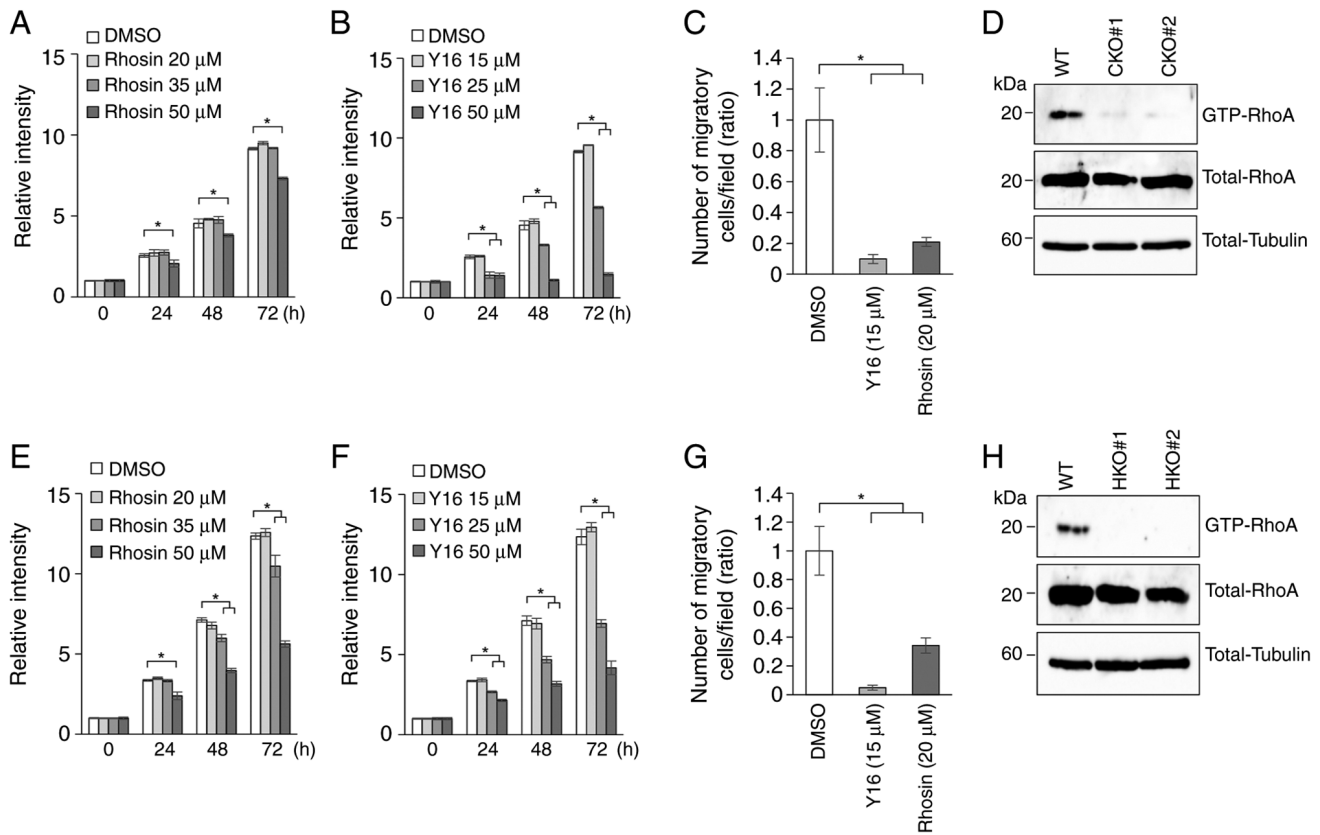 A
DMSO
Rhosin 20 μM
Rhosin 35 μM
Rhosin 50 μM
Relative intensity
15
10
5
0
*
*
*
0 24 48 72 (h)
B
DMSO
Y16 15 μM
Y16 25 μM
Y16 50 μM
Relative intensity
15
10
5
0
*
*
*
0 24 48 72 (h)
C
Number of migratory
cells/field (ratio)
1.4
1.2
1
0.8
0.6
0.4
0.2
0
*
DMSO
Y16 (15 μM)
Rhosin (20 μM)
D
WT
CKO#1
CKO#2
kDa
20
GTP-RhoA
20
Total-RhoA
60
Total-Tubulin
E
DMSO
Rhosin 20 μM
Rhosin 35 μM
Rhosin 50 μM
Relative intensity
15
10
5
0
*
*
*
0 24 48 72 (h)
F
DMSO
Y16 15 μM
Y16 25 μM
Y16 50 μM
Relative intensity
15
10
5
0
*
*
*
0 24 48 72 (h)
G
Number of migratory
cells/field (ratio)
1.4
1.2
1
0.8
0.6
0.4
0.2
0
*
DMSO
Y16 (15 μM)
Rhosin (20 μM)
H
WT
HKO#1
HKO#2
kDa
20
GTP-RhoA
20
Total-RhoA
60
Total-Tubulin